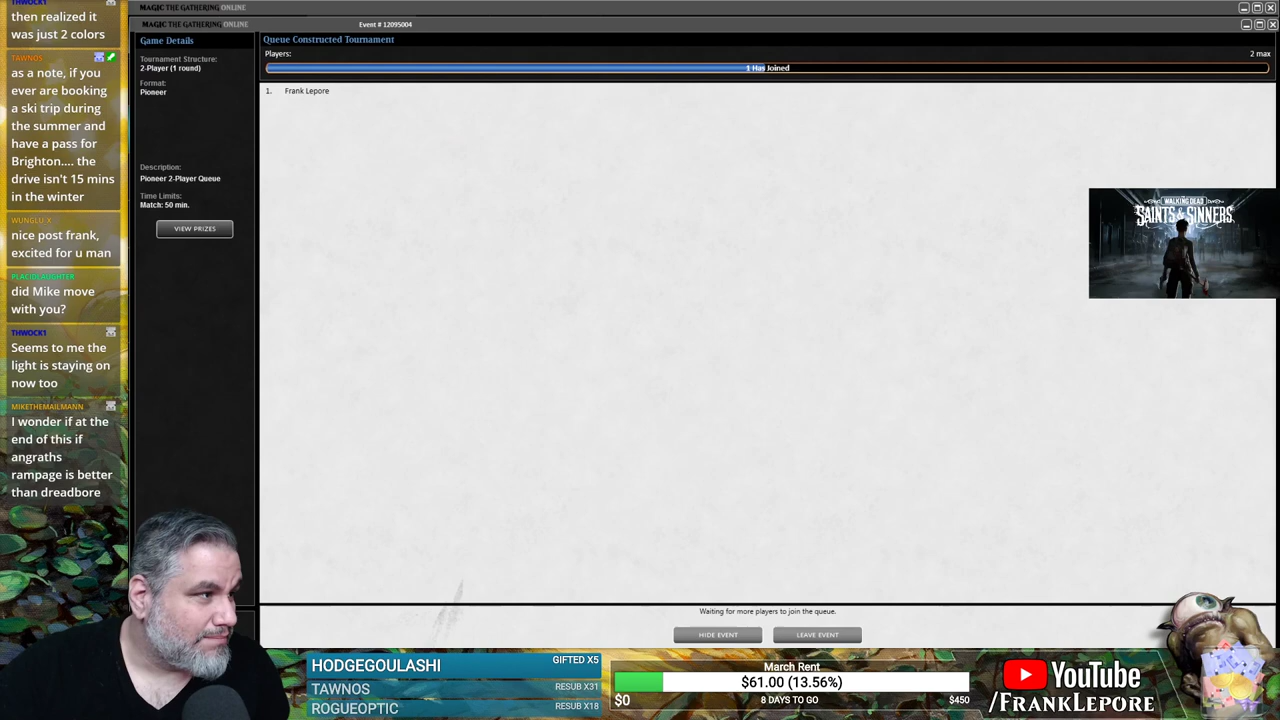 THWOCK1
then realized it
was just 2 colors
TAWNOS
as a note, if you
ever are booking
a ski trip during
the summer and
have a pass for
Brighton.... the
drive isn't 15 mins
in the winter
WUNGLU-X
nice post frank,
excited for u man
PLACIDLAUGHTER
did Mike move
with you?
THWOCK1
Seems to me the
light is staying on
now too
MIKETHEMAILMANN
I wonder if at the
end of this if
angraths
rampage is better
than dreadbore
MAGIC THE GATHERING ONLINE
MAGIC THE GATHERING ONLINE
Event # 12095004
Game Details
Tournament Structure:
2-Player (1 round)
Format:
Pioneer
Description:
Pioneer 2-Player Queue
Time Limits:
Match: 50 min.
VIEW PRIZES
Queue Constructed Tournament
Players:
2 max
1 Has Joined
1. Frank Lepore
WALKING DEAD
SAINTS & SINNERS
Waiting for more players to join the queue.
HIDE EVENT
LEAVE EVENT
HODGEGOULASHI GIFTED X5
TAWNOS RESUB X31
ROGUEOPTIC RESUB X18
March Rent
$61.00 (13.56%)
$0
8 DAYS TO GO
$450
YouTube
/FRANKLEPORE